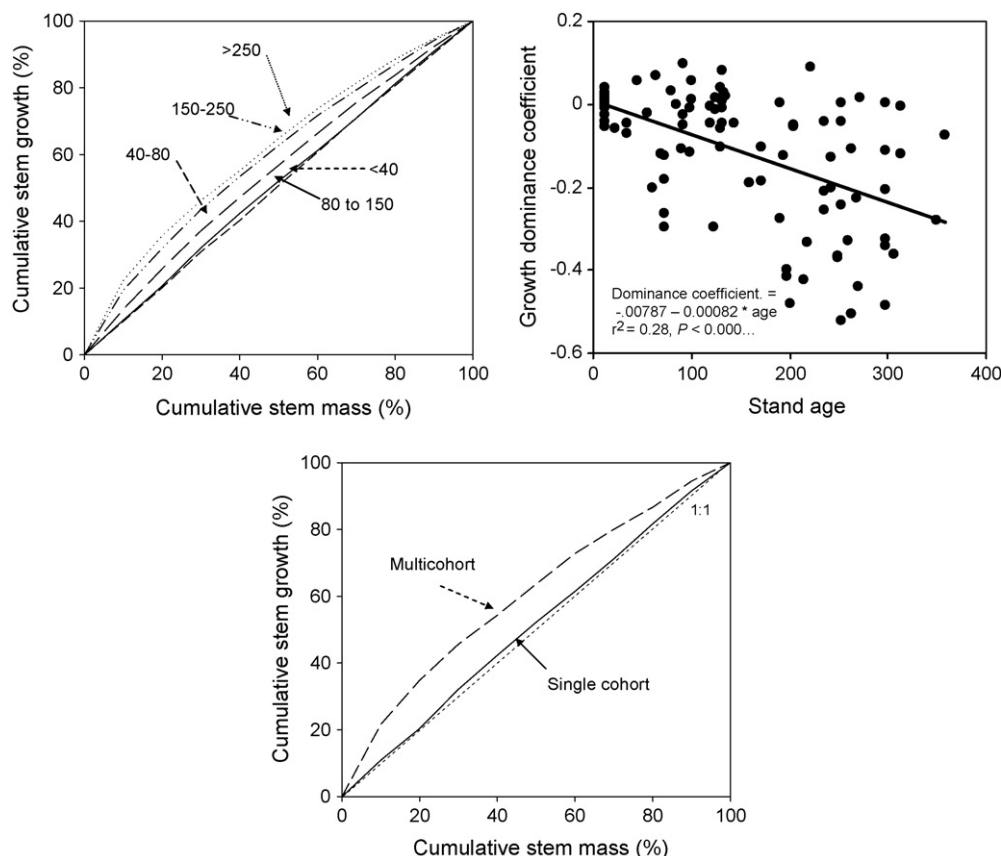 Cumulative stem growth (%)
100
80
60
40
20
0
>250
150-250
40-80
<40
80 to 150
0 20 40 60 80 100
Cumulative stem mass (%)
Growth dominance coefficient
0.2
0
-0.2
-0.4
-0.6
Dominance coefficient. =
-.00787 – 0.00082 * age
r2 = 0.28, P < 0.000...
0 100 200 300 400
Stand age
Cumulative stem growth (%)
100
80
60
40
20
0
1:1
Multicohort
Single cohort
0 20 40 60 80 100
Cumulative stem mass (%)